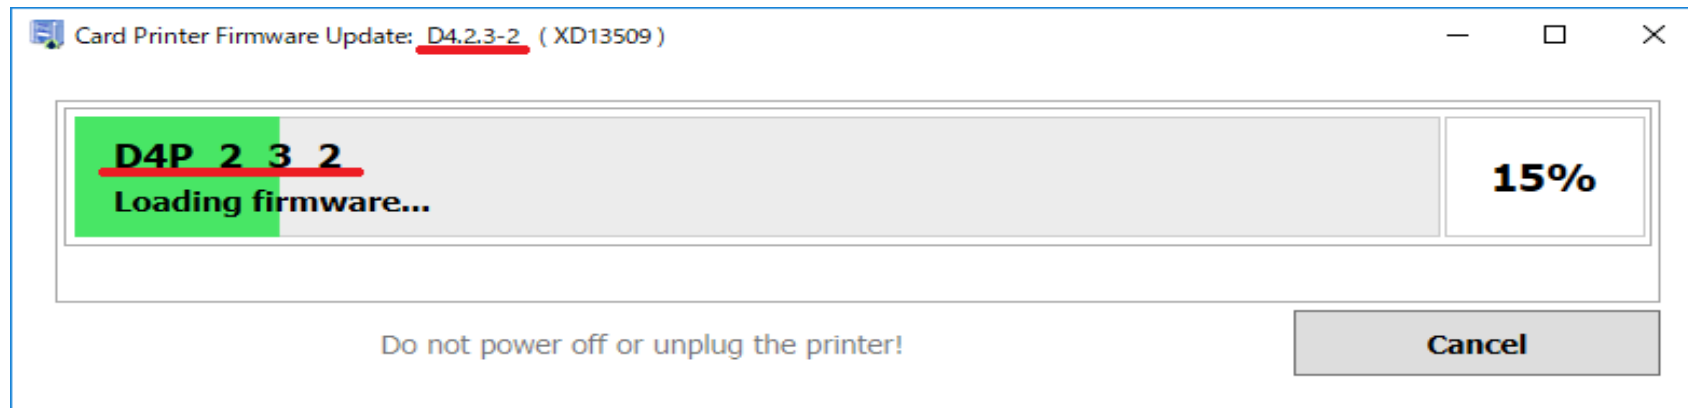 Card Printer Firmware Update: D4.2.3-2 ( XD13509 )
D4P 2 3 2
Loading firmware...
15%
Do not power off or unplug the printer!
Cancel